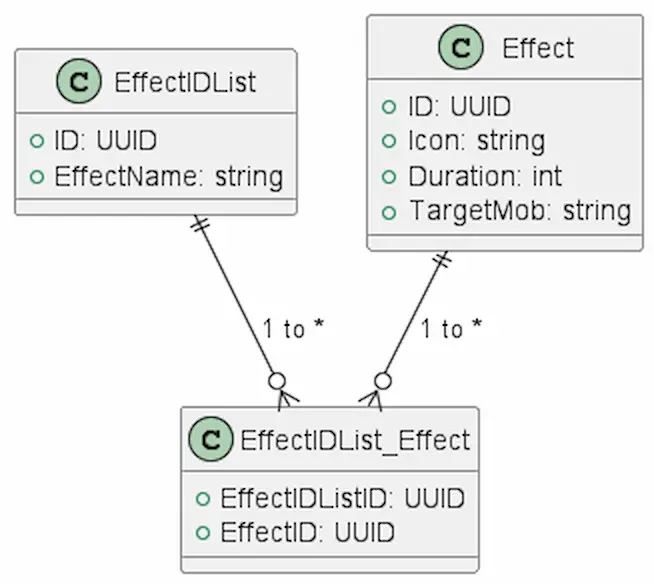 C EffectIDList
ID: UUID
EffectName: string
C Effect
ID: UUID
Icon: string
Duration: int
TargetMob: string
1 to *
1 to *
C EffectIDList_Effect
EffectIDListID: UUID
EffectID: UUID